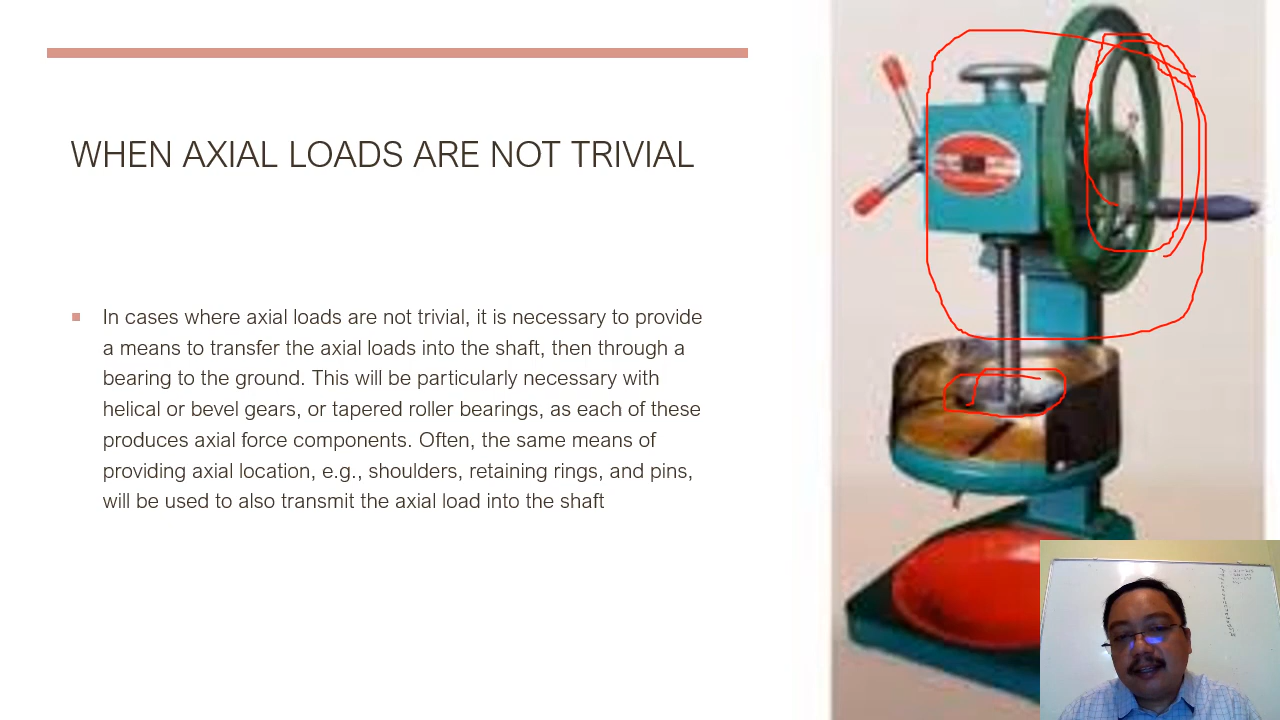 WHEN AXIAL LOADS ARE NOT TRIVIAL
In cases where axial loads are not trivial, it is necessary to provide
a means to transfer the axial loads into the shaft, then through a
bearing to the ground. This will be particularly necessary with
helical or bevel gears, or tapered roller bearings, as each of these
produces axial force components. Often, the same means of
providing axial location, e.g., shoulders, retaining rings, and pins,
will be used to also transmit the axial load into the shaft